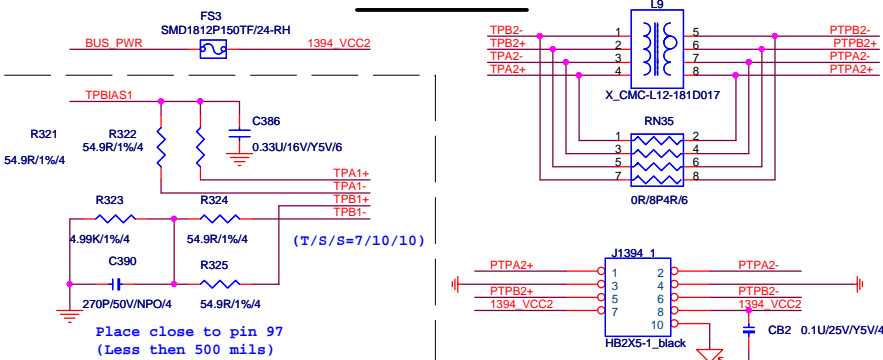 FS3
SMD1812P150TF/24-RH
BUS_PWR
1394_VCC2
TPBIAS1
R321
54.9R/1%/4
R322
54.9R/1%/4
C386
0.33U/16V/Y5V/6
TPA1+
TPA1-
TPB1+
TPB1-
R323
4.99K/1%/4
R324
54.9R/1%/4
(T/S/S=7/10/10)
C390
270P/50V/NPO/4
R325
54.9R/1%/4
Place close to pin 97
(Less then 500 mils)
L9
TPB2- 1 5 PTPB2-
TPB2+ 2 6 PTPB2+
TPA2- 3 7 PTPA2-
TPA2+ 4 8 PTPA2+
X_CMC-L12-181D017
RN35
1 2
3 4
5 6
7 8
0R/8P4R/6
J1394_1
PTPA2+ 1 2 PTPA2-
3 4
PTPB2+ 5 6 PTPB2-
1394_VCC2 7 8 1394_VCC2
10
HB2X5-1_black
CB2 0.1U/25V/Y5V/4